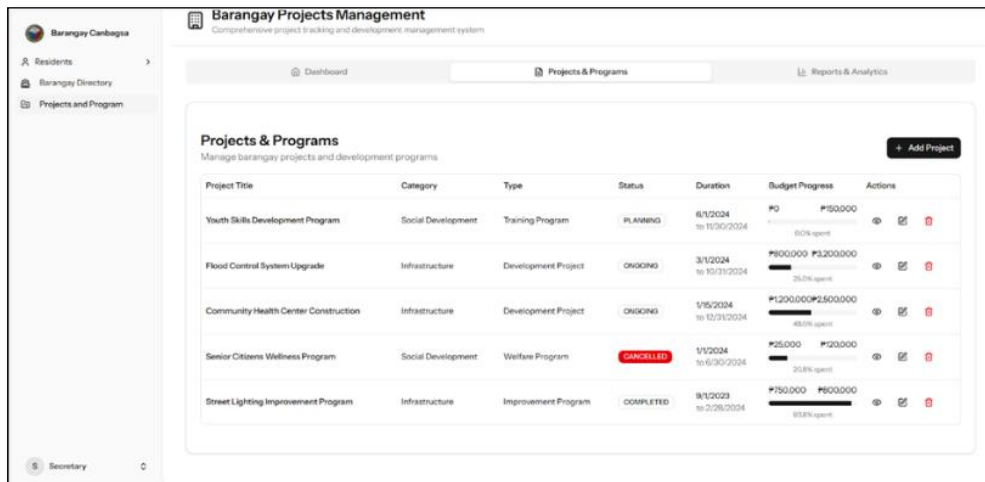 Barangay Canbagsa
Residents
Barangay Directory
Projects and Program
S Secretary
Barangay Projects Management
Comprehensive project tracking and development management system
Dashboard Projects & Programs Reports & Analytics
Projects & Programs
Manage barangay projects and development programs
+ Add Project
Project Title Category Type Status Duration Budget Progress Actions
Youth Skills Development Program Social Development Training Program PLANNING 6/1/2024 to 11/30/2024 ₱0 ₱150,000
0.0% spent
Flood Control System Upgrade Infrastructure Development Project ONGOING 3/1/2024 to 10/31/2024 ₱800,000 ₱3,200,000
25.0% spent
Community Health Center Construction Infrastructure Development Project ONGOING 1/15/2024 to 12/31/2024 ₱1,200,000 ₱2,500,000
48.0% spent
Senior Citizens Wellness Program Social Development Welfare Program CANCELLED 1/1/2024 to 6/30/2024 ₱25,000 ₱120,000
20.8% spent
Street Lighting Improvement Program Infrastructure Improvement Program COMPLETED 9/1/2023 to 2/28/2024 ₱750,000 ₱800,000
93.8% spent